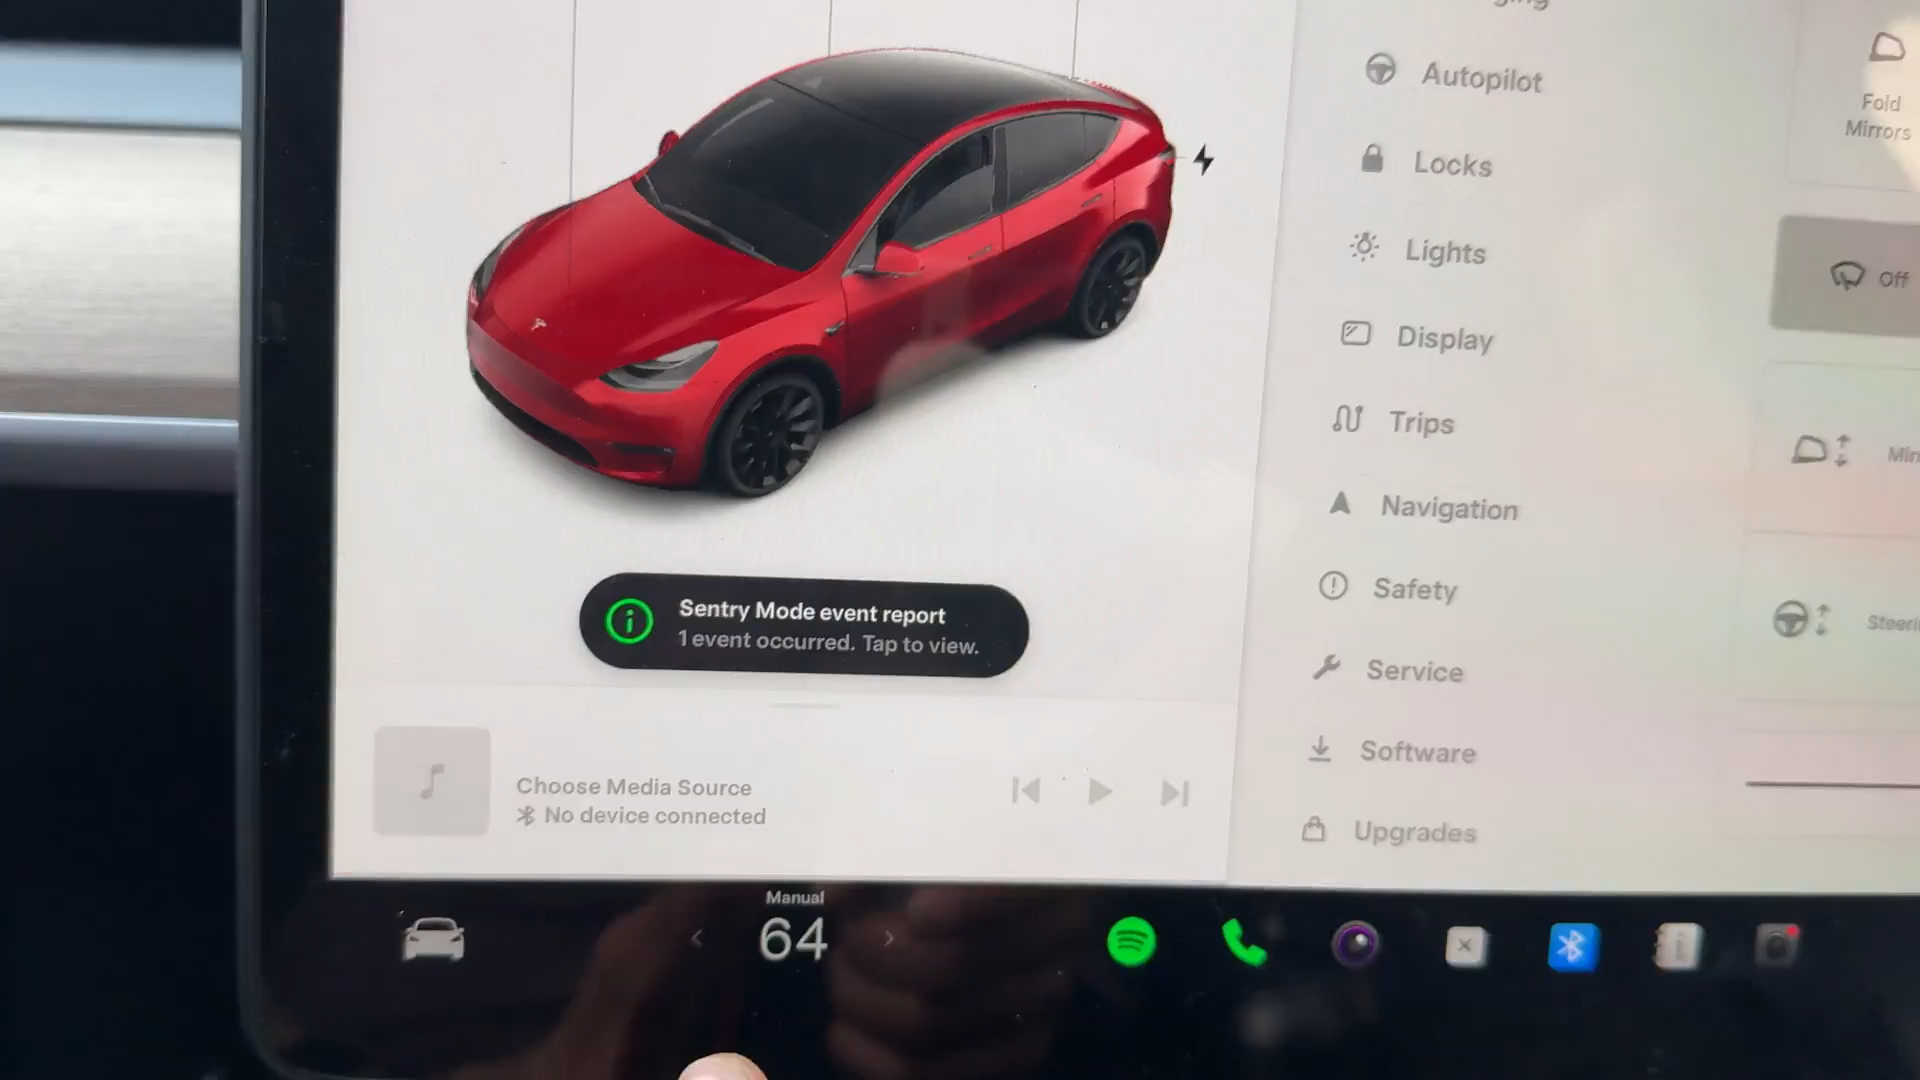 Autopilot
Locks
Lights
Display
Trips
Navigation
Safety
Service
Software
Upgrades
Fold
Mirrors
Off
Sentry Mode event report
1 event occurred. Tap to view.
Choose Media Source
No device connected
Manual
64